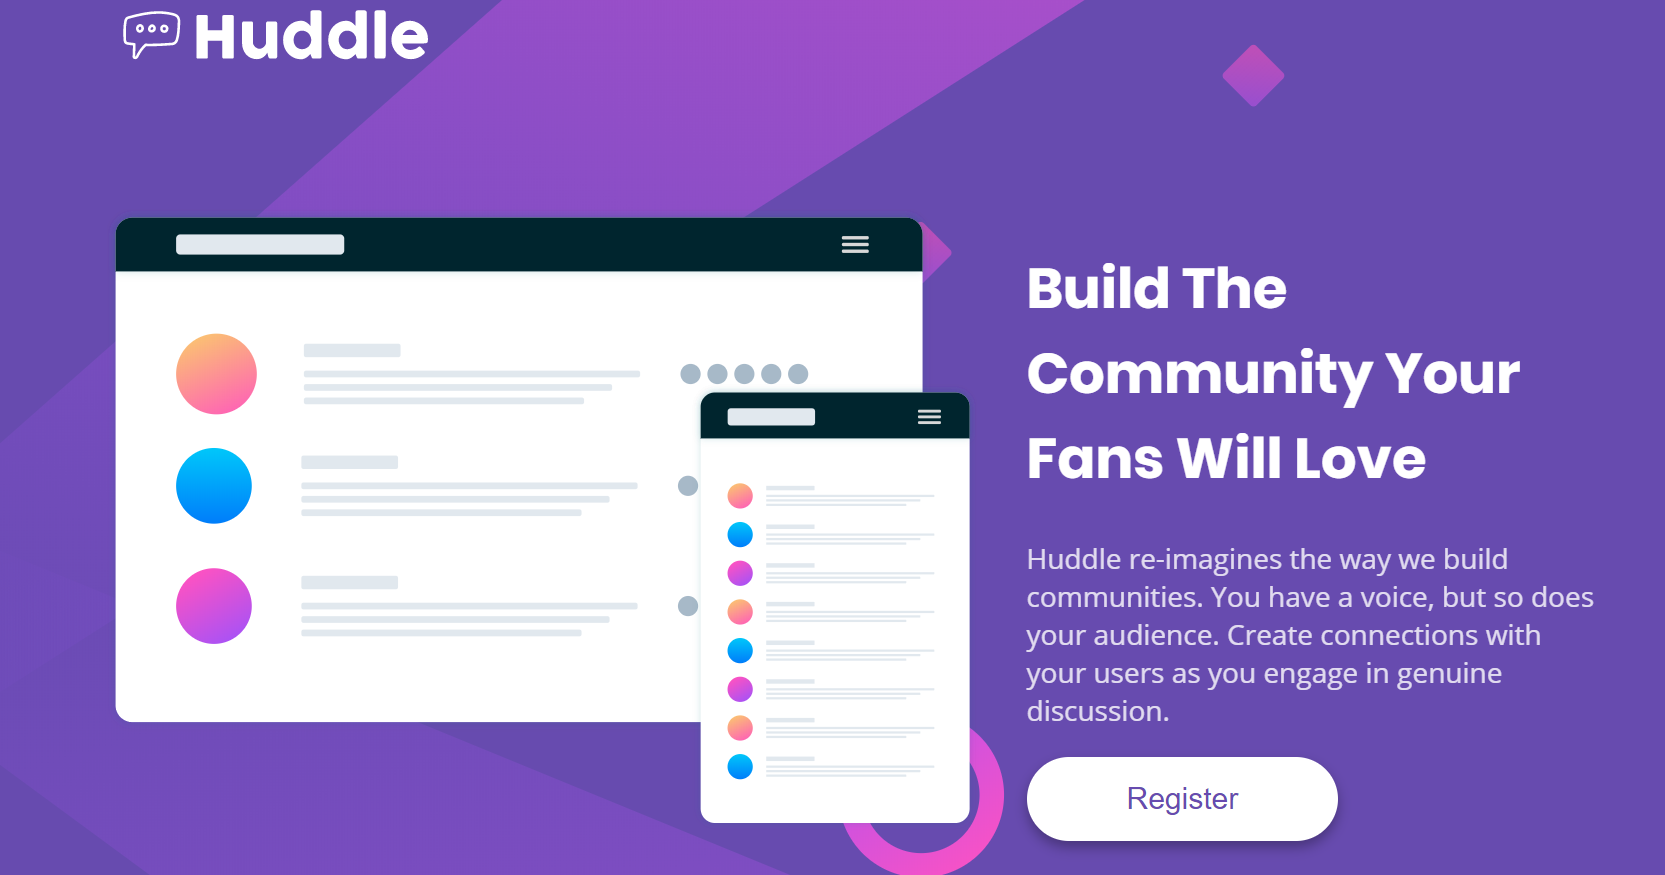 Huddle
Build The
Community Your
Fans Will Love
Huddle re-imagines the way we build
communities. You have a voice, but so does
your audience. Create connections with
your users as you engage in genuine
discussion.
Register